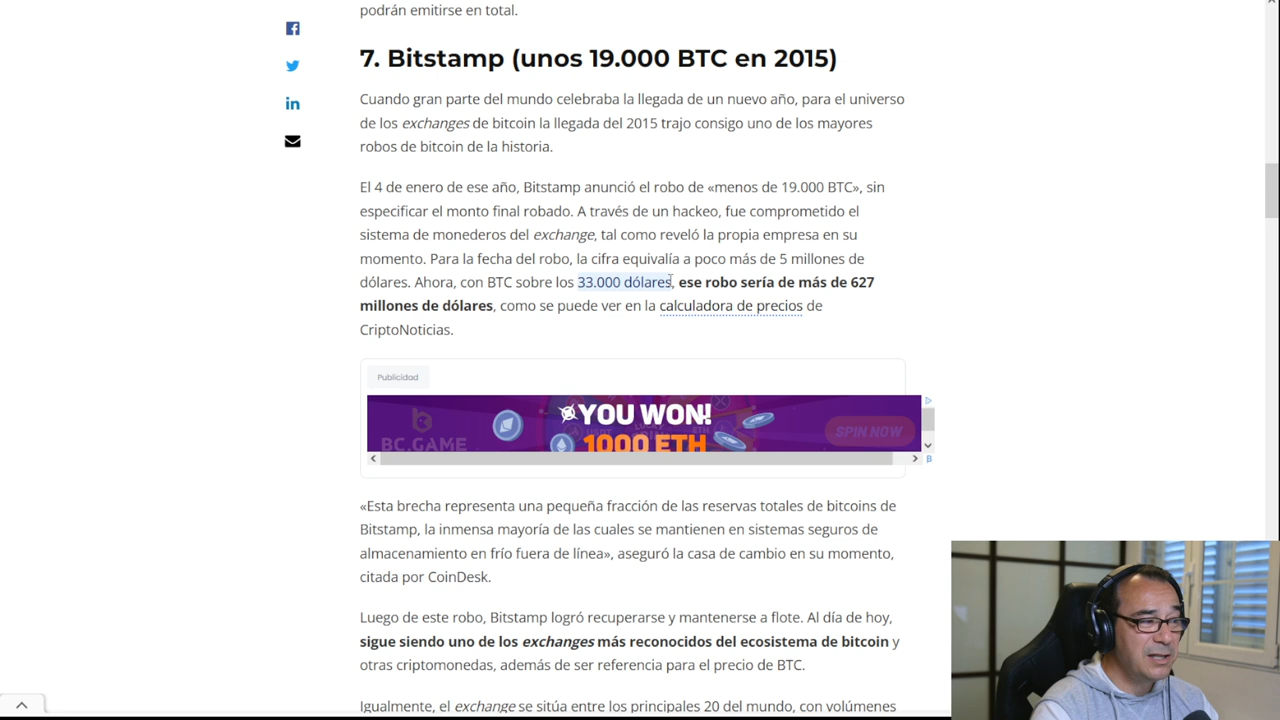 podrán emitirse en total.
7. Bitstamp (unos 19.000 BTC en 2015)
Cuando gran parte del mundo celebraba la llegada de un nuevo año, para el universo
de los exchanges de bitcoin la llegada del 2015 trajo consigo uno de los mayores
robos de bitcoin de la historia.
El 4 de enero de ese año, Bitstamp anunció el robo de «menos de 19.000 BTC», sin
especificar el monto final robado. A través de un hackeo, fue comprometido el
sistema de monederos del exchange, tal como reveló la propia empresa en su
momento. Para la fecha del robo, la cifra equivalía a poco más de 5 millones de
dólares. Ahora, con BTC sobre los 33.000 dólares, ese robo sería de más de 627
millones de dólares, como se puede ver en la calculadora de precios de
CriptoNoticias.
Publicidad
BC.GAME
YOU WON!
1000 ETH
SPIN NOW
«Esta brecha representa una pequeña fracción de las reservas totales de bitcoins de
Bitstamp, la inmensa mayoría de las cuales se mantienen en sistemas seguros de
almacenamiento en frío fuera de línea», aseguró la casa de cambio en su momento,
citada por CoinDesk.
Luego de este robo, Bitstamp logró recuperarse y mantenerse a flote. Al día de hoy,
sigue siendo uno de los exchanges más reconocidos del ecosistema de bitcoin y
otras criptomonedas, además de ser referencia para el precio de BTC.
Igualmente, el exchange se sitúa entre los principales 20 del mundo, con volúmenes